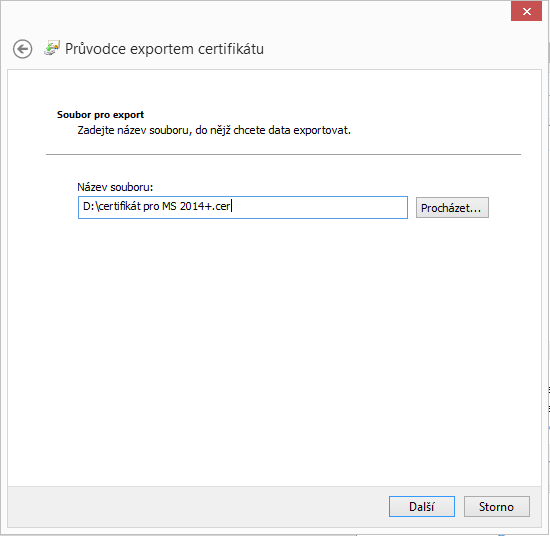 Průvodce exportem certifikátu
Soubor pro export
Zadejte název souboru, do nějž chcete data exportovat.
Název souboru:
D:\certifikát pro MS 2014+.cer
Procházet...
Další
Storno